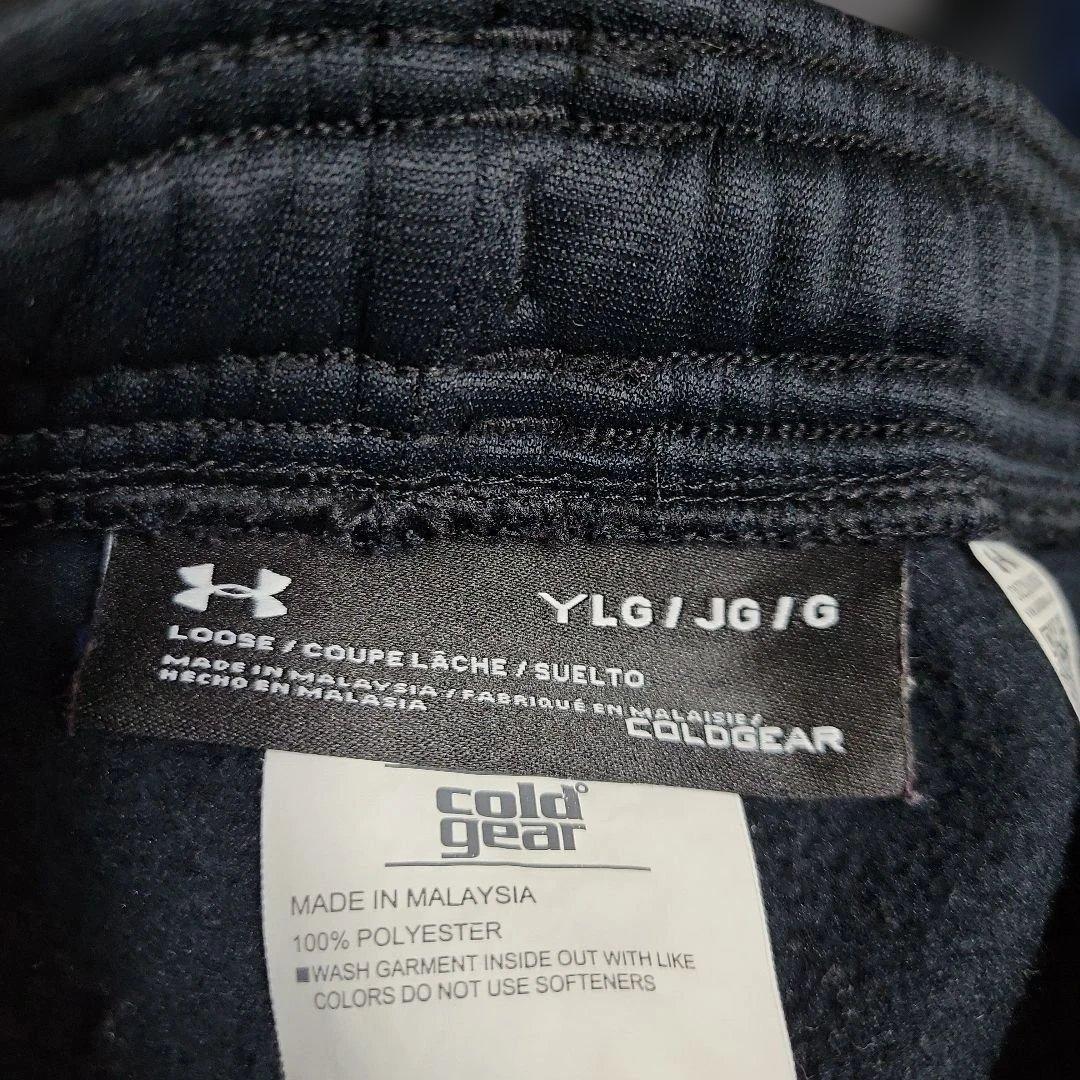 YLG / JG / G
LOOSE / COUPE LÂCHE / SUELTO
MADE IN MALAYSIA / FABRIQUÉ EN MALAISIE /
HECHO EN MALASIA
COLDGEAR
cold°
gear
MADE IN MALAYSIA
100% POLYESTER
■WASH GARMENT INSIDE OUT WITH LIKE
COLORS DO NOT USE SOFTENERS